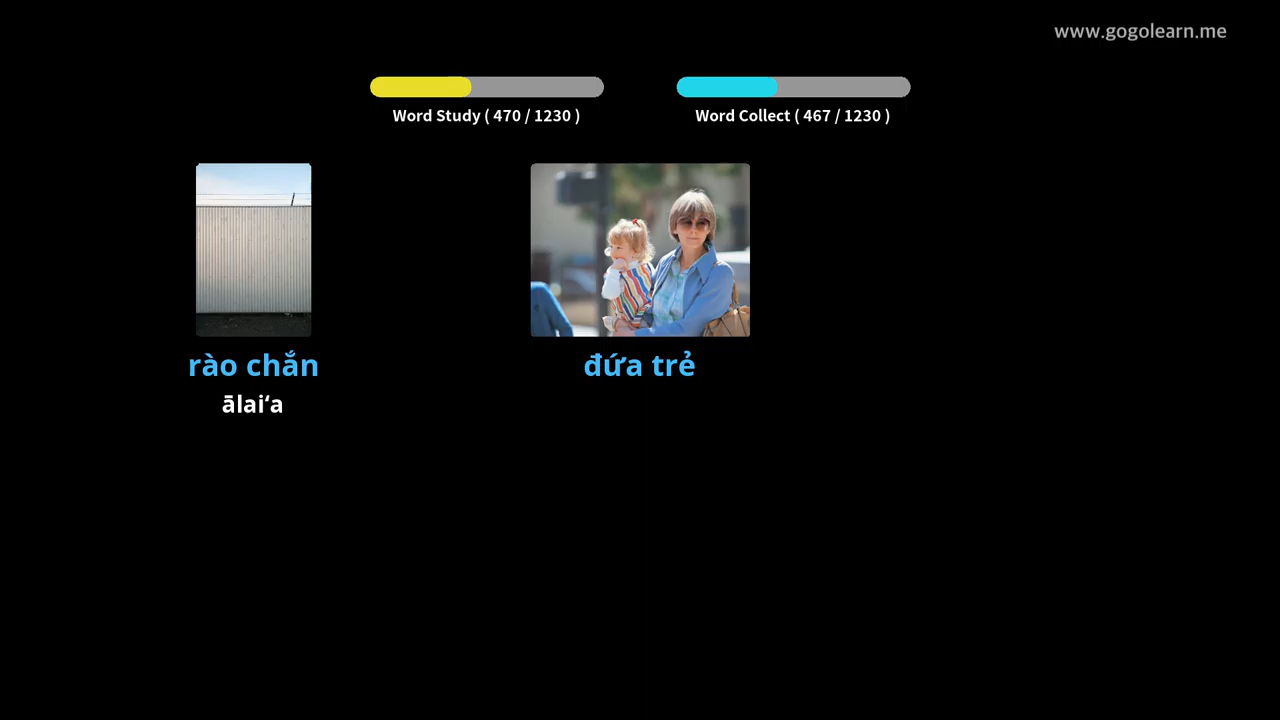 www.gogolearn.me
Word Study ( 470 / 1230 )
Word Collect ( 467 / 1230 )
rào chắn
đứa trẻ
ālaiʻa